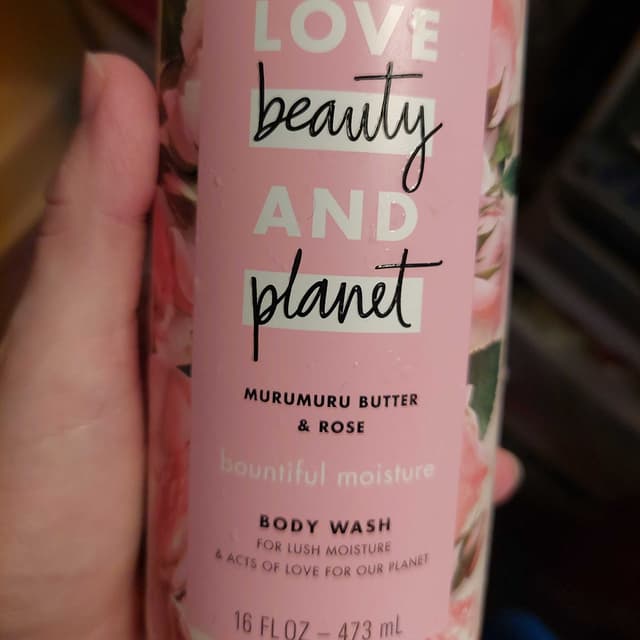 LOVE
beauty
AND
planet
MURUMURU BUTTER
& ROSE
bountiful moisture
BODY WASH
FOR LUSH MOISTURE
& ACTS OF LOVE FOR OUR PLANET
16 FL OZ – 473 mL